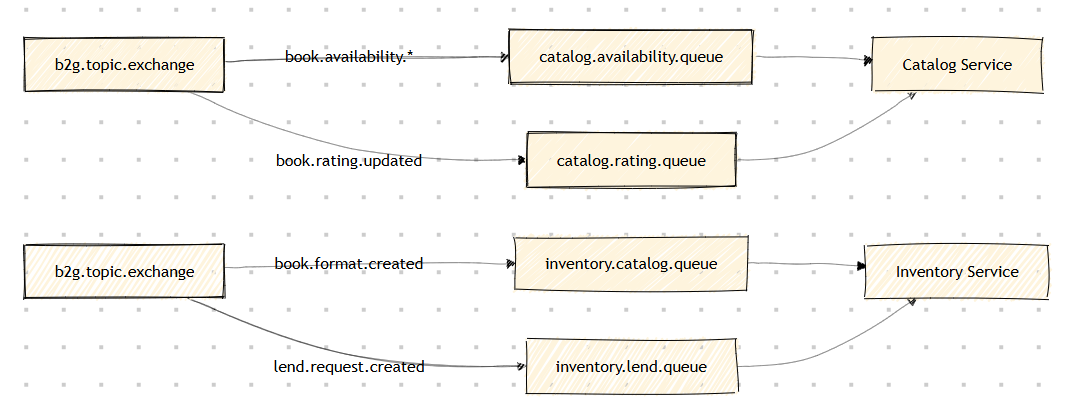 b2g.topic.exchange
book.availability.*
catalog.availability.queue
Catalog Service
book.rating.updated
catalog.rating.queue
b2g.topic.exchange
book.format.created
inventory.catalog.queue
Inventory Service
lend.request.created
inventory.lend.queue